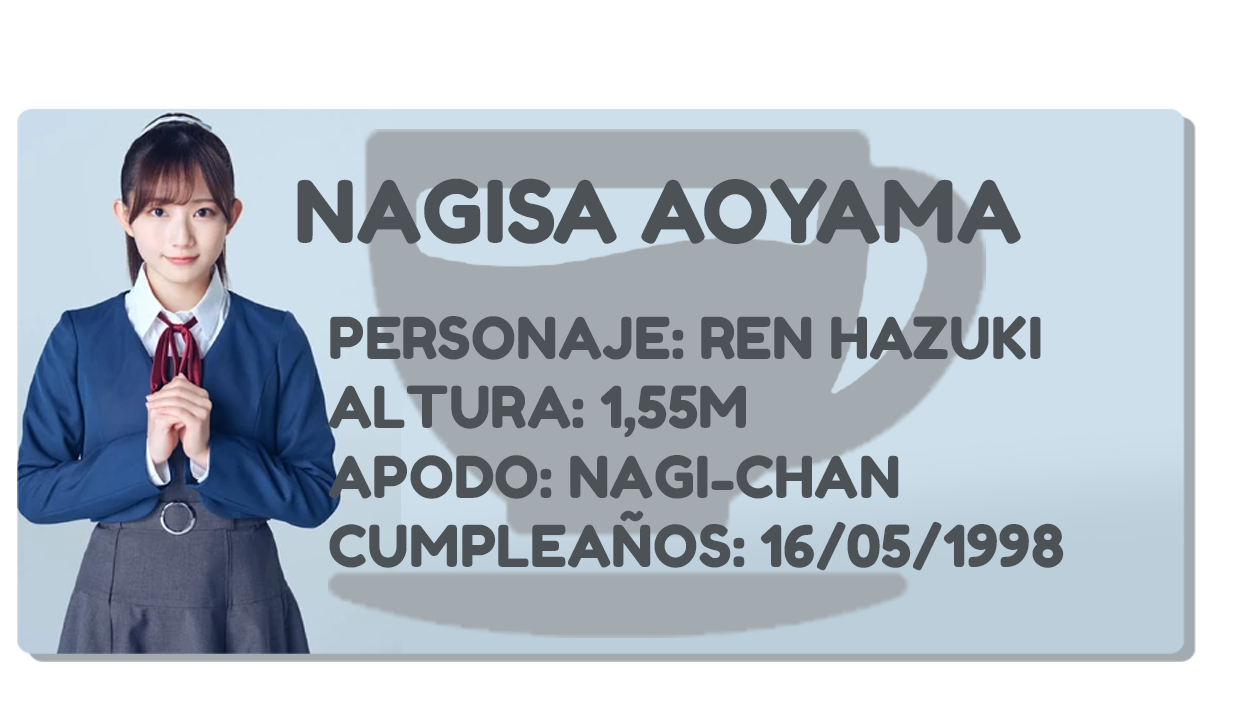 NAGISA AOYAMA
PERSONAJE: REN HAZUKI
ALTURA: 1,55M
APODO: NAGI-CHAN
CUMPLEAÑOS: 16/05/1998